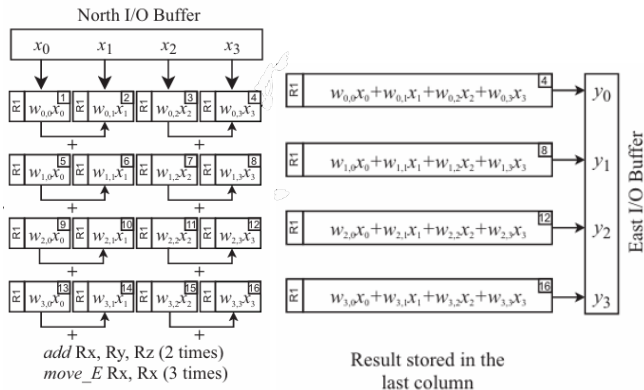 North I/O Buffer
x0 x1 x2 x3
R1 w0,0x0 1 R1 w0,1x1 2 R1 w0,2x2 3 R1 w0,3x3 4
+ +
R1 w1,0x0 5 R1 w1,1x1 6 R1 w1,2x2 7 R1 w1,3x3 8
+ +
R1 w2,0x0 9 R1 w2,1x1 10 R1 w2,2x2 11 R1 w2,3x3 12
+ +
R1 w3,0x0 13 R1 w3,1x1 14 R1 w3,2x2 15 R1 w3,3x3 16
+ +
add Rx, Ry, Rz (2 times)
move_E Rx, Rx (3 times)
R1 w0,0x0+w0,1x1+w0,2x2+w0,3x3 4 y0
R1 w1,0x0+w1,1x1+w1,2x2+w1,3x3 8 y1
R1 w2,0x0+w2,1x1+w2,2x2+w2,3x3 12 y2
R1 w3,0x0+w3,1x1+w3,2x2+w3,3x3 16 y3
East I/O Buffer
Result stored in the
last column